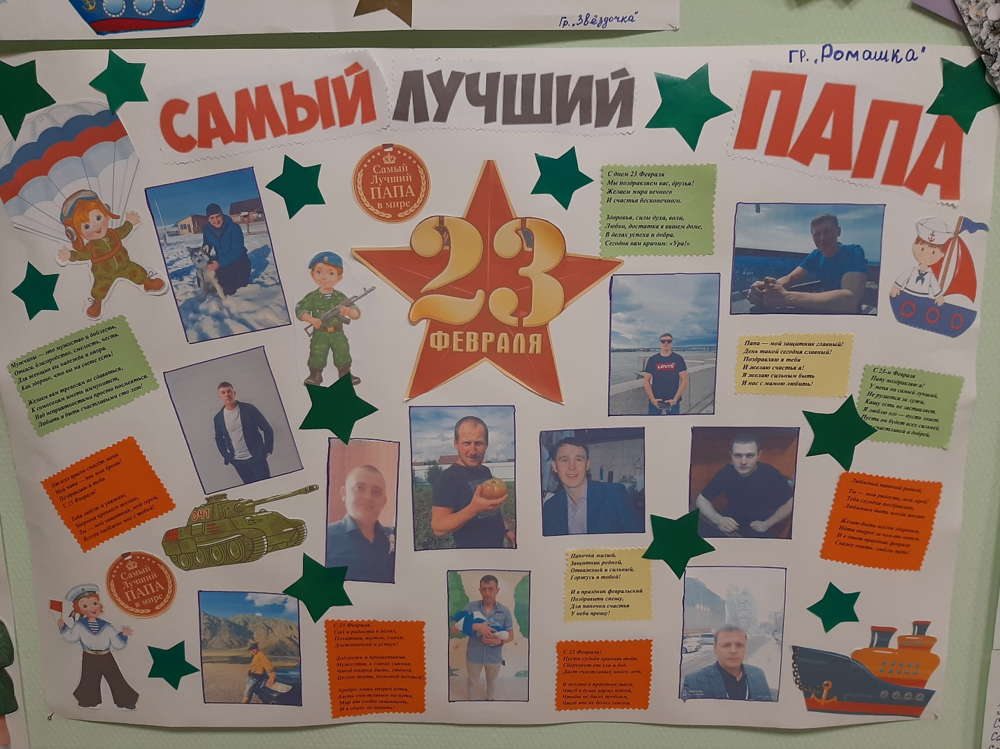 Гр. „Звёздочка"
гр. „Ромашка"
САМЫЙ ЛУЧШИЙ ПАПА
Самый
Лучший
ПАПА
в мире
23
ФЕВРАЛЯ
С днем 23 Февраля
Мы поздравляем вас, друзья!
Желаем мира вечного
И счастья бесконечного.
Здоровья, силы духа, воли,
Любви, достатка в вашем доме,
В делах успеха и добра.
Сегодня вам кричим: «Ура!»
Levi's
Мужчины — это мужество и доблесть,
Отвага, благородство, смелость, честь.
Для женщин вы надежда и опора.
Как здорово, что вы на свете есть!
Желаем вам тревогам не сдаваться,
К сомнениям иметь иммунитет,
Над неприятностями просто посмеяться.
Любить и быть счастливыми сто лет!
Папа — мой защитник главный!
День такой сегодня славный!
Поздравляю я тебя
И желаю счастья я!
Я желаю сильным быть
И нас с мамою любить!
С 23-м Февраля
Папу поздравляю я!
У меня он самый лучший,
Не ругается за лужи,
Кашу есть не заставляет.
Я люблю его — пусть знает.
Пусть он будет всех сильней,
счастливей и добрей.
От всех врагов спасёт меня
Мой папа — ты моя броня!
Поздравляю я тебя
С 23 Февраля!
Тебя люблю и уважаю,
Здоровья крепкого желаю,
Ты — мой защитник, мой герой,
Всегда надёжно мне с тобой!
041
Любимый папочка родной,
Ты — моя радость, мой герой!
Тебя сегодня поздравляю,
Любимым быть всегда желаю.
Желаю быть всегда здоровым,
Идти вперед за чем-то новым.
И в этот праздник февраля
Скажу опять: люблю тебя!
Самый
Лучший
ПАПА
в мире
Папочка милый,
Защитник родной,
Отважный и сильный,
Горжусь я тобой!
И в праздник февральский
Поздравить спешу,
Для папочки счастья
У неба прошу!
С 23 Февраля.
Сил и радости в делах,
Позитива, шуток, смеха,
Достижений и успеха!
Доблести и процветания,
Мужества, в глазах сияния,
Чтоб опорой быть, стеной,
Целью жить, большой мечтой!
Храбро лишь вперед идти,
Быть счастливым на пути,
Мир от злобы защищать,
И в обиду не давать!
С 23 Февраля!
Пусть судьба хранит тебя,
Сбережет от зла и бед,
Даст счастливых много лет.
Я желаю в праздник твой,
Чтоб в душе царил покой,
Чтобы не было проблем,
Чтоб ты не болел совсем.